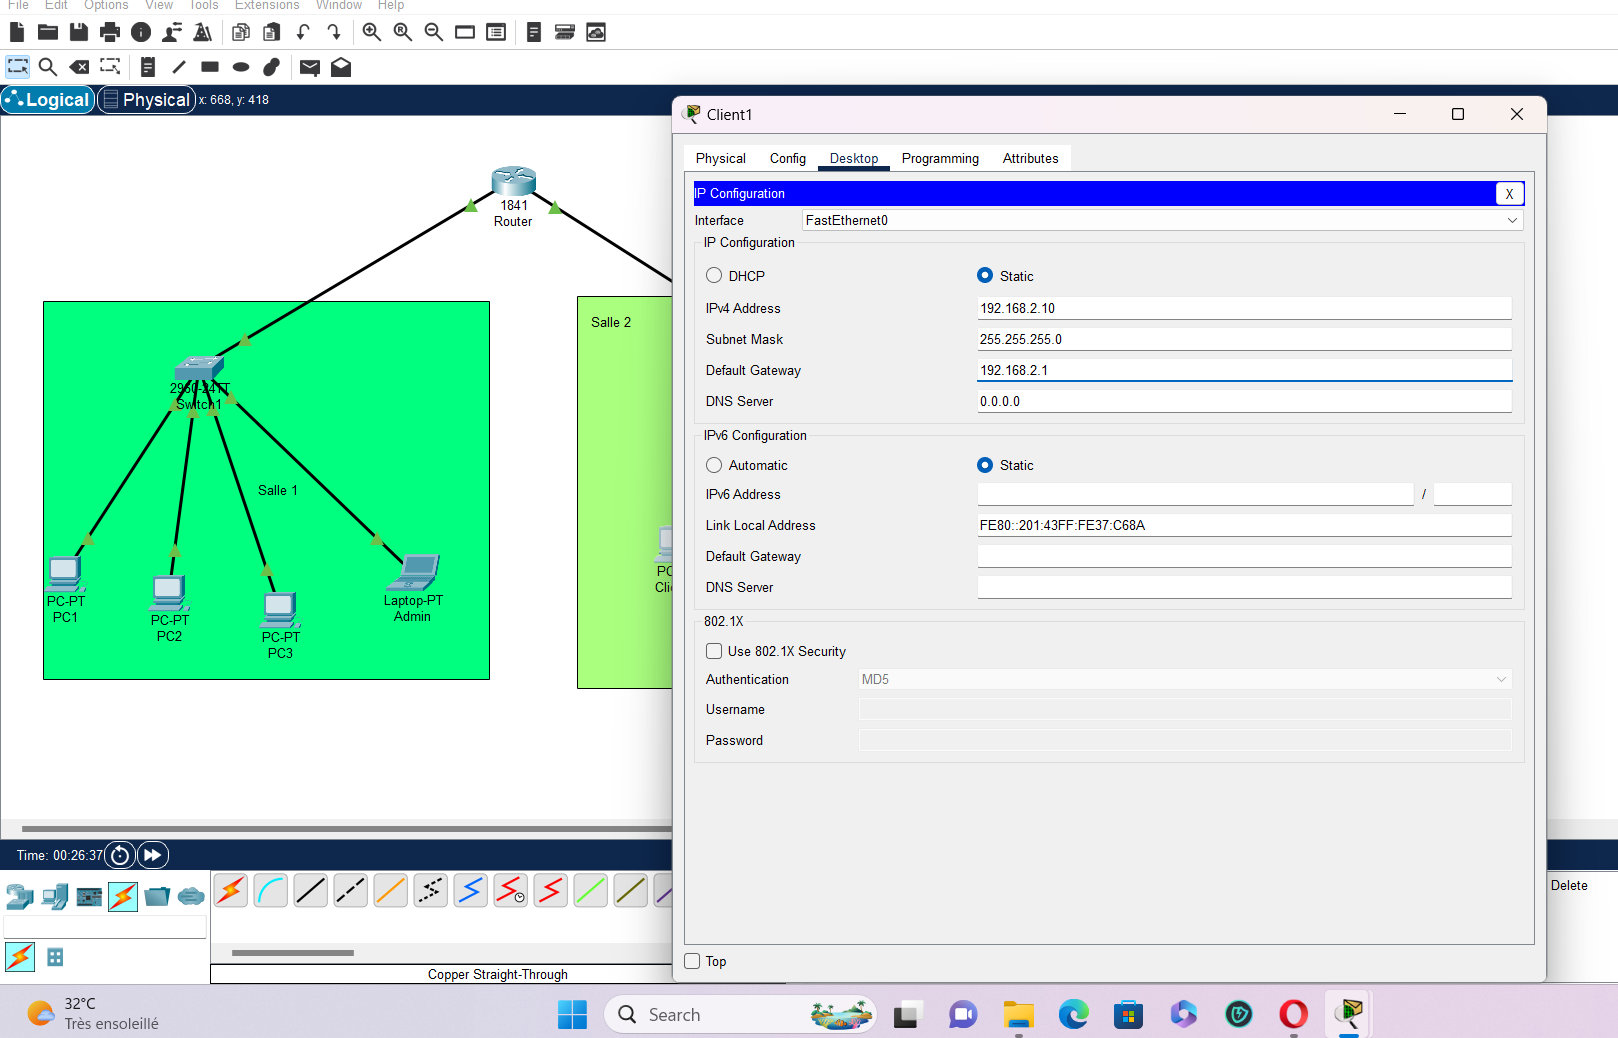 File Edit Options View Tools Extensions Window Help
Logical Physical x: 668, y: 418
1841
Router
Salle 2
2960-24TT
Switch1
Salle 1
PC-PT
PC1
PC-PT
PC2
PC-PT
PC3
Laptop-PT
Admin
PC
Clie
Client1
Physical Config Desktop Programming Attributes
IP Configuration X
Interface FastEthernet0
IP Configuration
DHCP Static
IPv4 Address 192.168.2.10
Subnet Mask 255.255.255.0
Default Gateway 192.168.2.1
DNS Server 0.0.0.0
IPv6 Configuration
Automatic Static
IPv6 Address /
Link Local Address FE80::201:43FF:FE37:C68A
Default Gateway
DNS Server
802.1X
Use 802.1X Security
Authentication MD5
Username
Password
Top
Time: 00:26:37
Delete
Copper Straight-Through
32°C
Très ensoleillé
Search